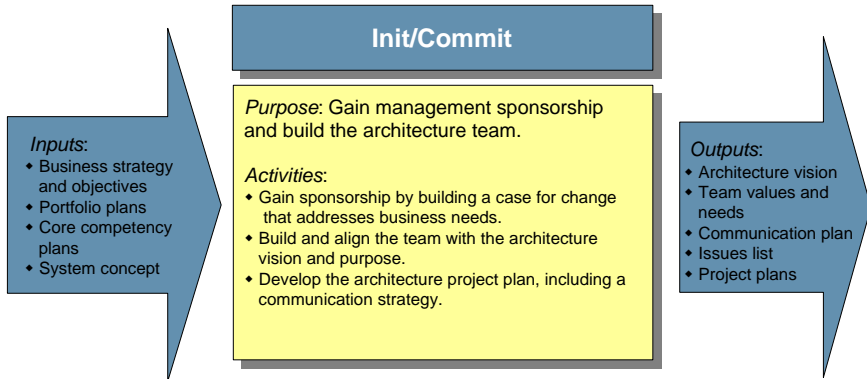 Init/Commit
Inputs:
◆ Business strategy
and objectives
◆ Portfolio plans
◆ Core competency
plans
◆ System concept
Purpose: Gain management sponsorship
and build the architecture team.
Activities:
◆ Gain sponsorship by building a case for change
that addresses business needs.
◆ Build and align the team with the architecture
vision and purpose.
◆ Develop the architecture project plan, including a
communication strategy.
Outputs:
◆ Architecture vision
◆ Team values and
needs
◆ Communication plan
◆ Issues list
◆ Project plans